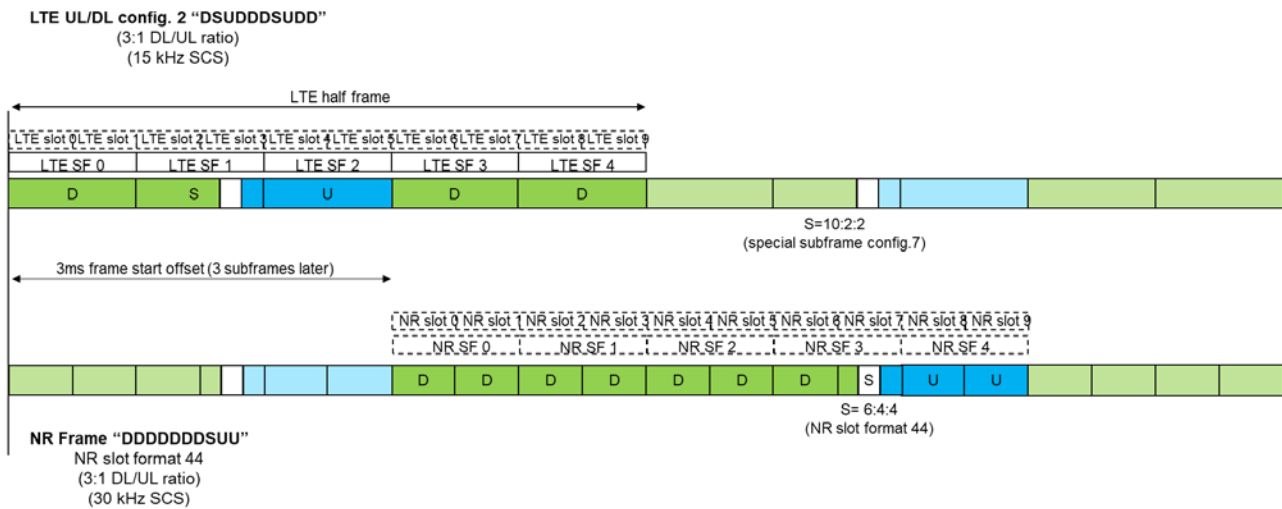 LTE UL/DL config. 2 “DSUDDDSUDD”
(3:1 DL/UL ratio)
(15 kHz SCS)
LTE half frame
LTE slot 0 LTE slot 1 LTE slot 2 LTE slot 3 LTE slot 4 LTE slot 5 LTE slot 6 LTE slot 7 LTE slot 8 LTE slot 9
LTE SF 0 LTE SF 1 LTE SF 2 LTE SF 3 LTE SF 4
D S U D D
S=10:2:2
(special subframe config.7)
3ms frame start offset (3 subframes later)
NR slot 0 NR slot 1 NR slot 2 NR slot 3 NR slot 4 NR slot 5 NR slot 6 NR slot 7 NR slot 8 NR slot 9
NR SF 0 NR SF 1 NR SF 2 NR SF 3 NR SF 4
D D D D D D D S U U
S= 6:4:4
(NR slot format 44)
NR Frame “DDDDDDDSUU”
NR slot format 44
(3:1 DL/UL ratio)
(30 kHz SCS)